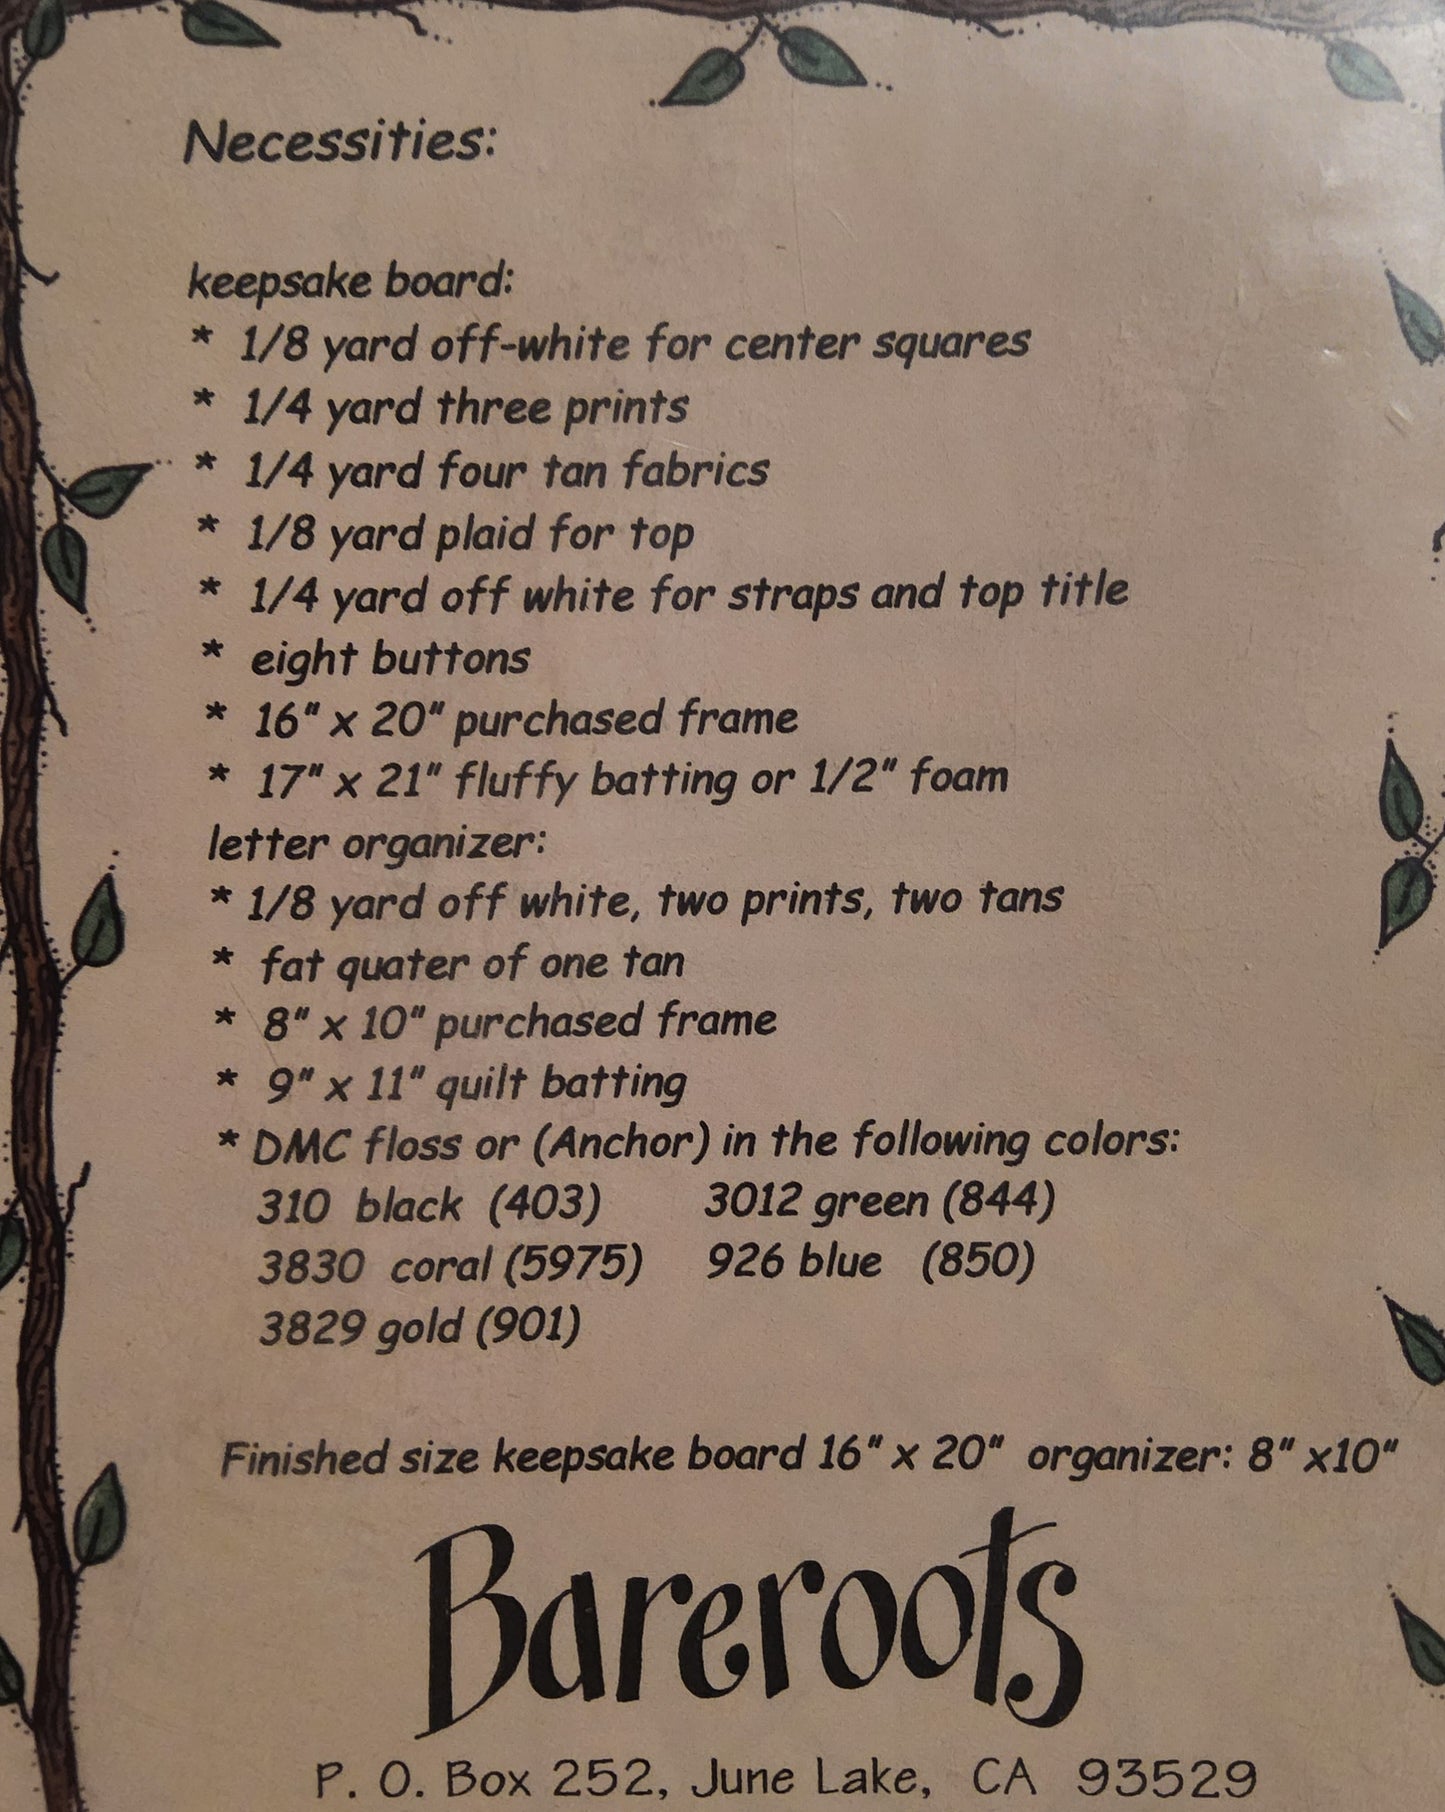 Necessities:
keepsake board:
* 1/8 yard off-white for center squares
* 1/4 yard three prints
* 1/4 yard four tan fabrics
* 1/8 yard plaid for top
* 1/4 yard off white for straps and top title
* eight buttons
* 16" x 20" purchased frame
* 17" x 21" fluffy batting or 1/2" foam
letter organizer:
* 1/8 yard off white, two prints, two tans
* fat quater of one tan
* 8" x 10" purchased frame
* 9" x 11" quilt batting
* DMC floss or (Anchor) in the following colors:
310 black (403) 3012 green (844)
3830 coral (5975) 926 blue (850)
3829 gold (901)
Finished size keepsake board 16" x 20" organizer: 8" x10"
Bareroots
P. O. Box 252, June Lake, CA 93529